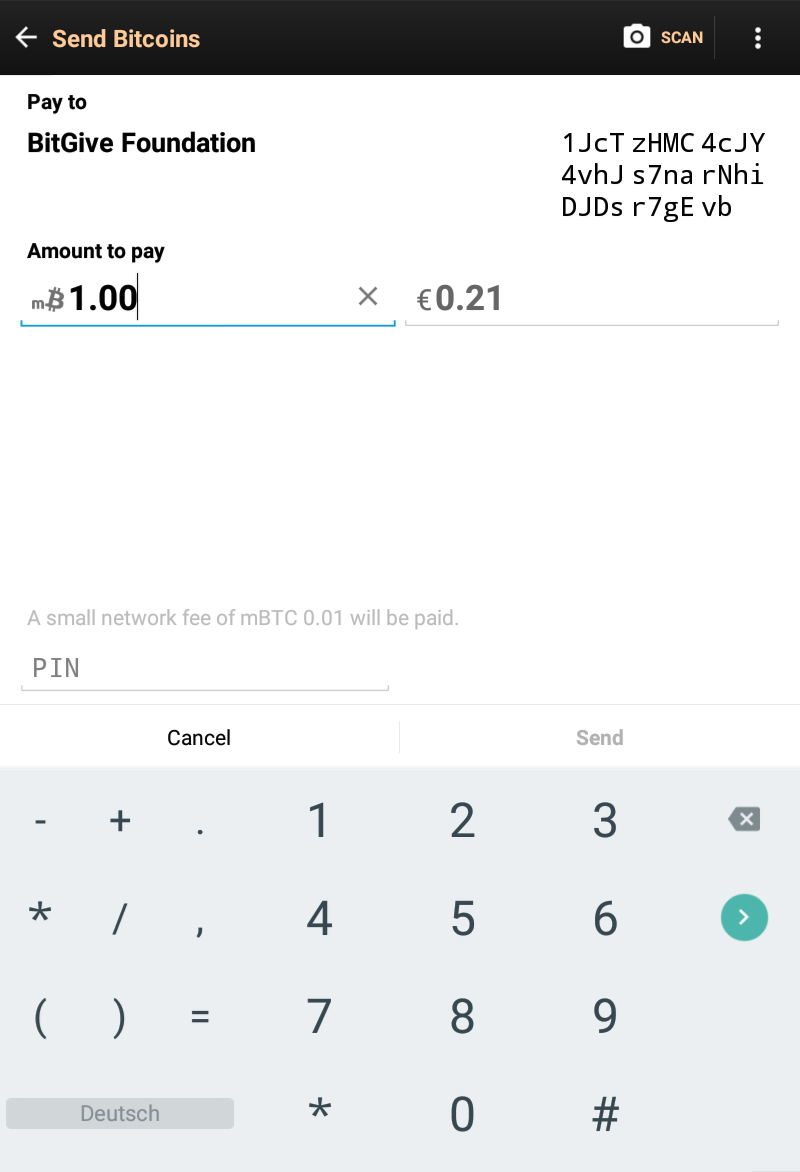 Send Bitcoins SCAN
Pay to
BitGive Foundation 1JcT zHMC 4cJY
4vhJ s7na rNhi
DJDs r7gE vb
Amount to pay
m₿ 1.00 € 0.21
A small network fee of mBTC 0.01 will be paid.
PIN
Cancel Send
- + . 1 2 3
* / , 4 5 6
( ) = 7 8 9
Deutsch * 0 #